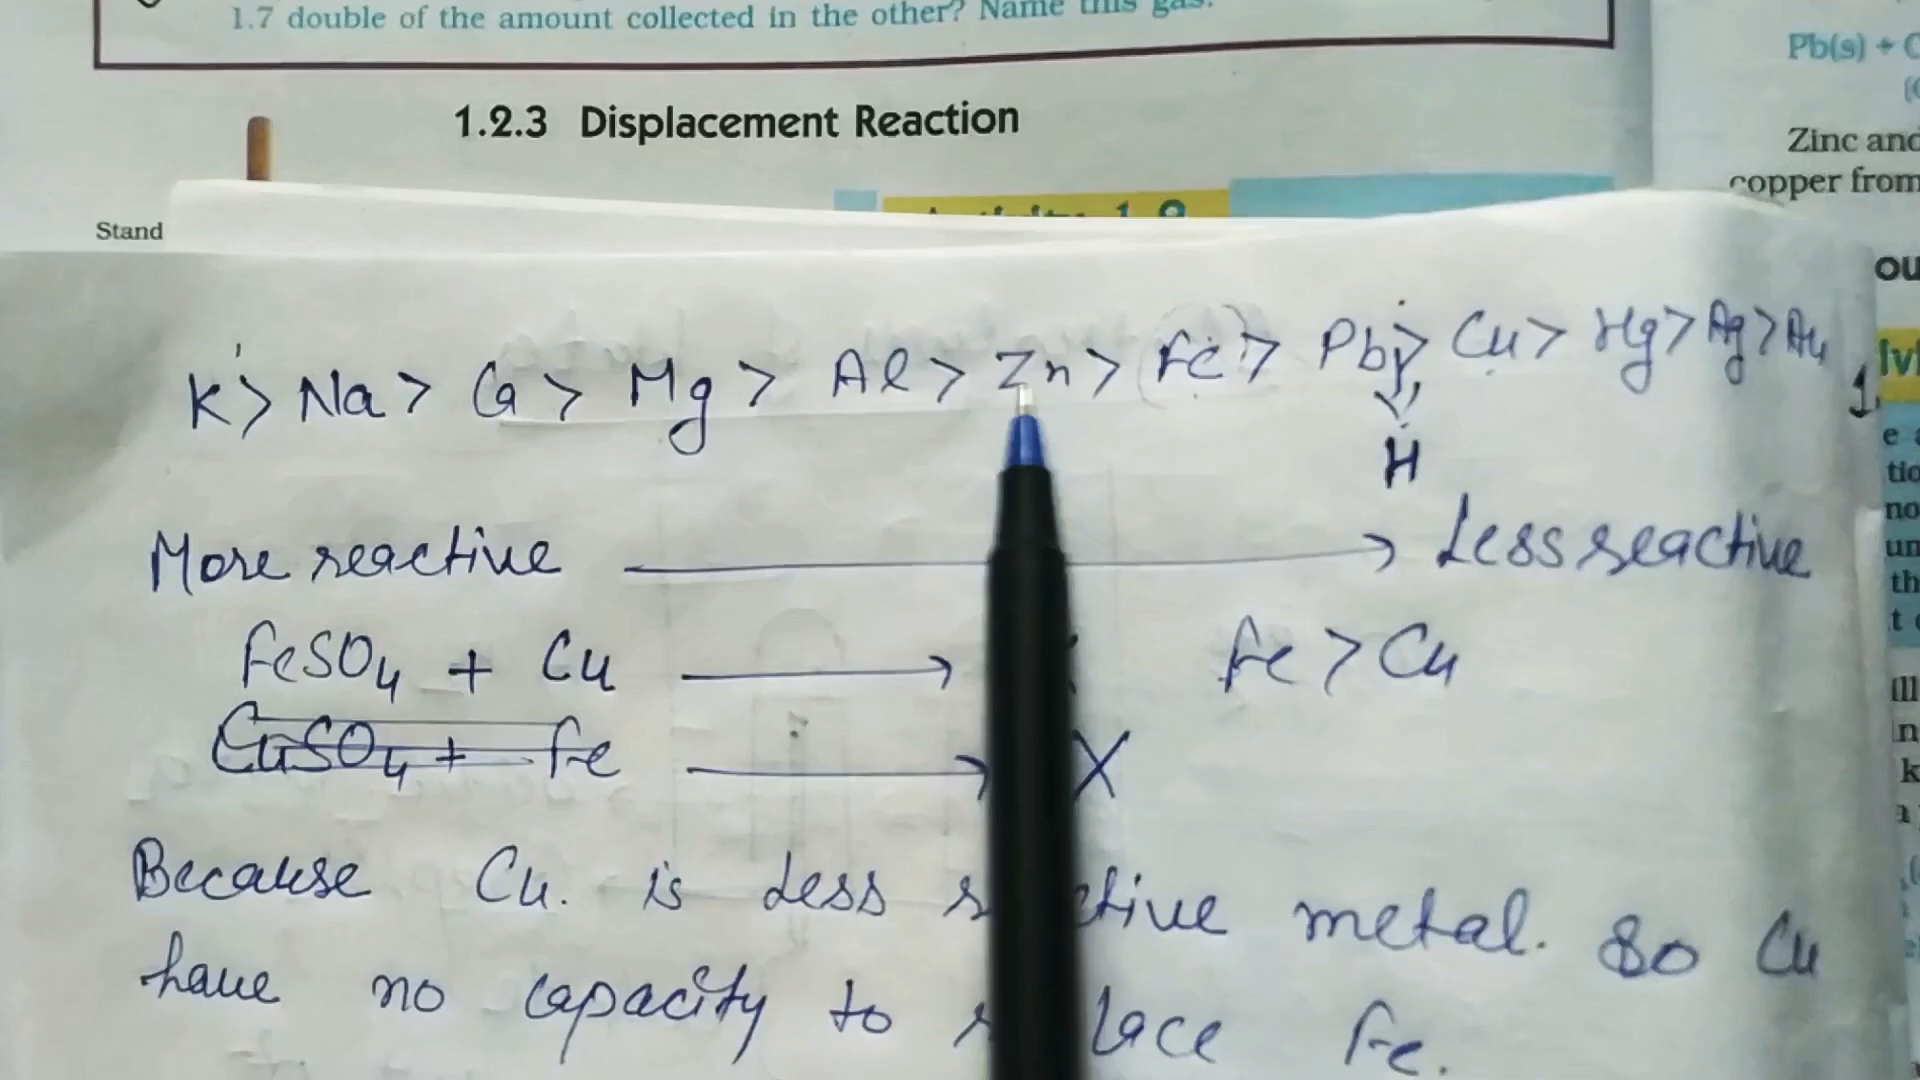 1.7 double of the amount collected in the other? Name this gas.
Pb(s) +
1.2.3 Displacement Reaction
Zinc and
copper from
Stand
K > Na > Ca > Mg > Al > Zn > Fe > Pb > Cu > Hg > Ag > Au
H
More reactive → Less reactive
FeSO4 + Cu → Fe > Cu
CuSO4 + Fe → X
Because Cu. is Less metal. So Cu
have no capacity to Fe.